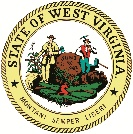 STATE OF WEST VIRGINIA
MONTANI SEMPER LIBERI